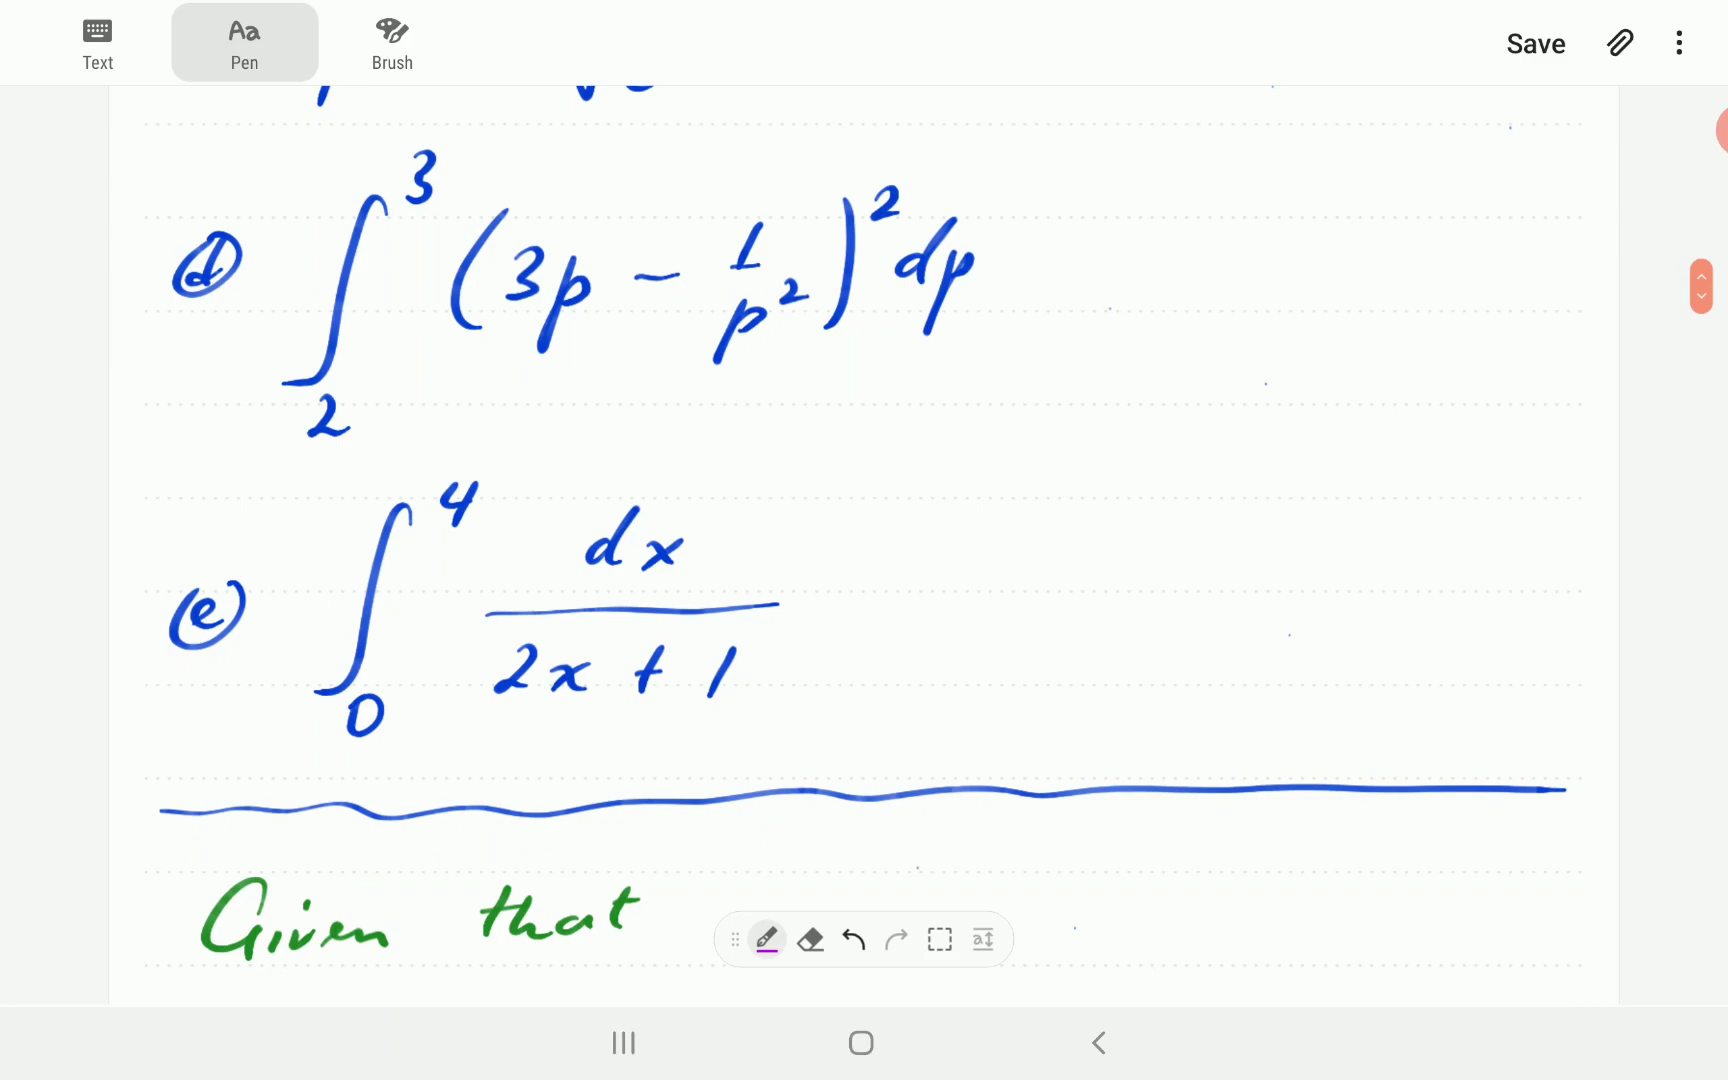 Text Pen Brush Save
(d) ∫₂³ (3p - 1/p²)² dp
(e) ∫₀⁴ dx/(2x + 1)
Given that